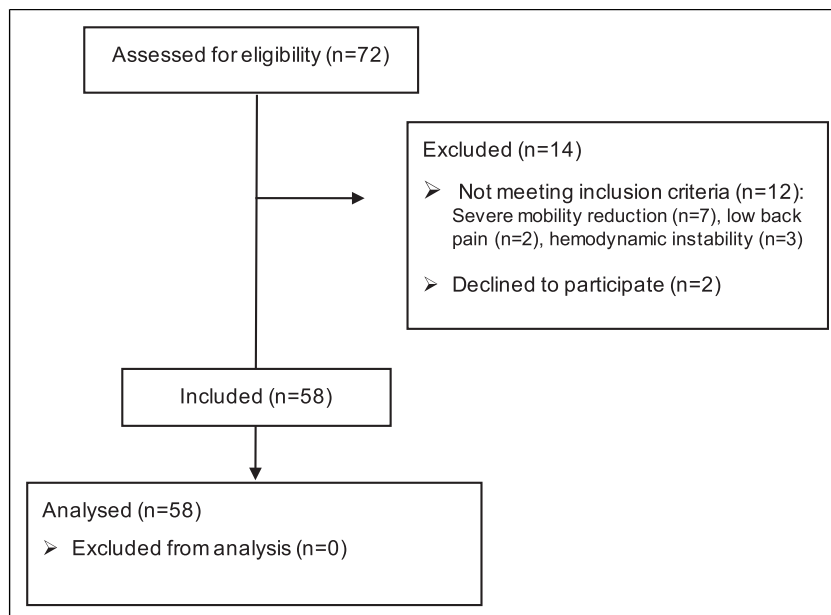 Assessed for eligibility (n=72)
Excluded (n=14)
➢ Not meeting inclusion criteria (n=12):
Severe mobility reduction (n=7), low back
pain (n=2), hemodynamic instability (n=3)
➢ Declined to participate (n=2)
Included (n=58)
Analysed (n=58)
➢ Excluded from analysis (n=0)